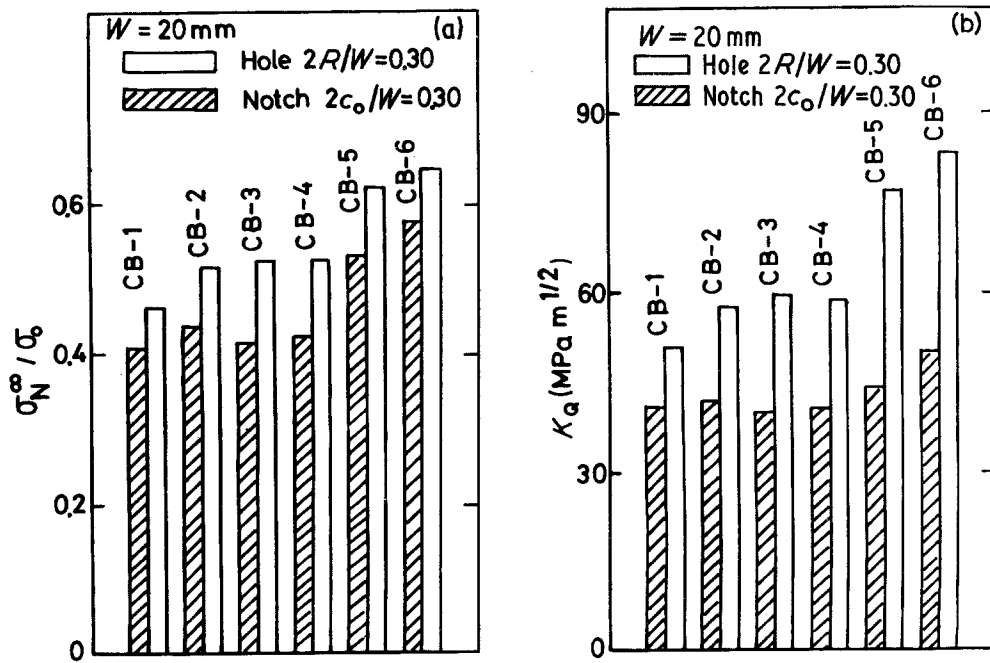 W = 20 mm (a)
Hole 2R/W=0.30
Notch 2c₀/W=0.30
CB-1
CB-2
CB-3
CB-4
CB-5
CB-6
0.6
0.4
0.2
0
σ_N^∞ / σ₀
W = 20 mm (b)
Hole 2R/W=0.30
Notch 2c₀/W=0.30
CB-1
CB-2
CB-3
CB-4
CB-5
CB-6
90
60
30
0
K_Q (MPa m^1/2)